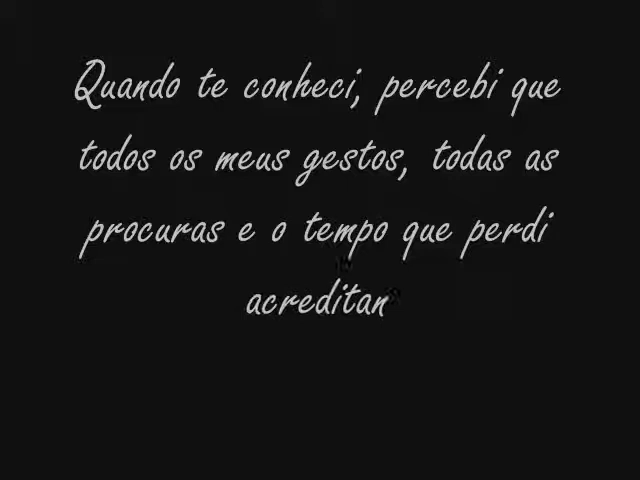 Quando te conheci, percebi que
todos os meus gestos, todas as
procuras e o tempo que perdi
acreditan